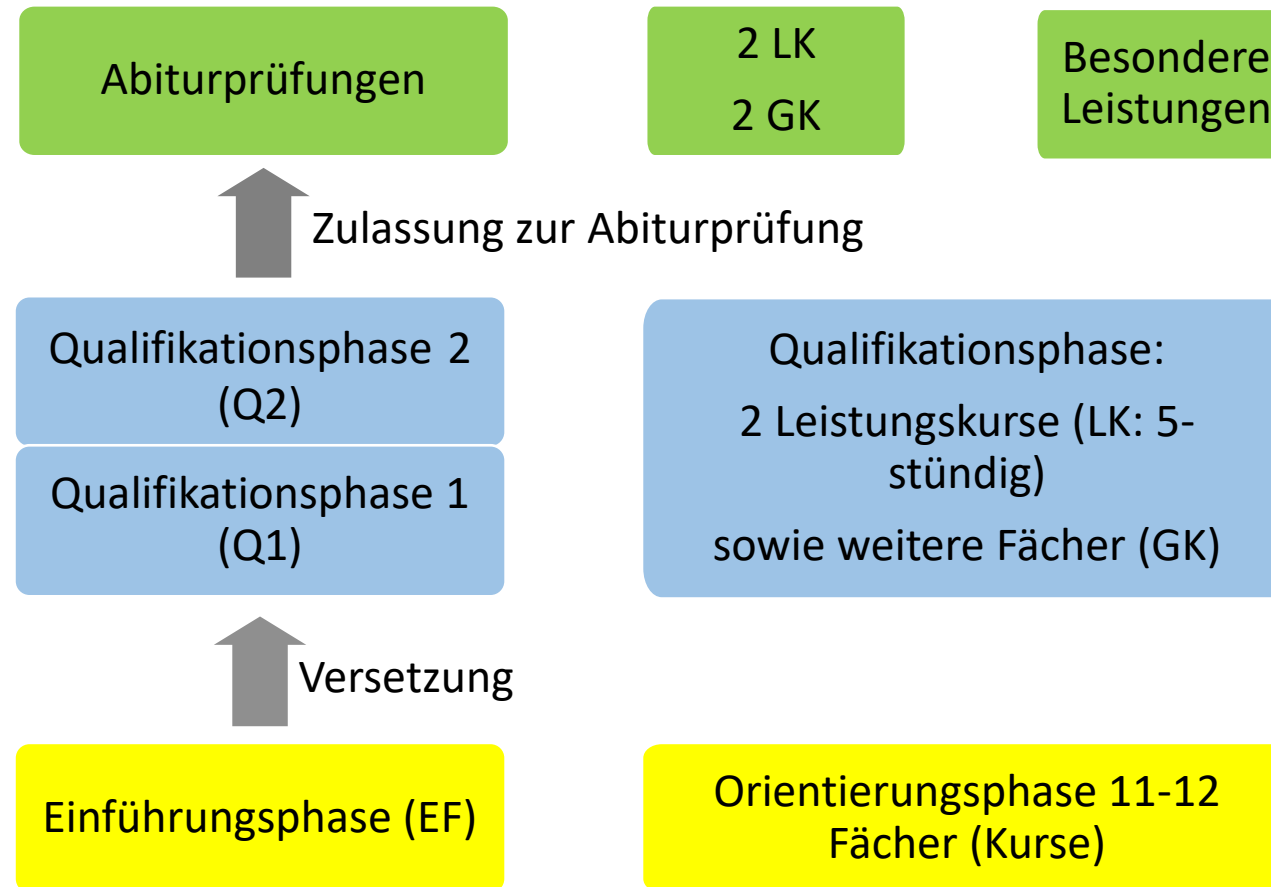 Abiturprüfungen
2 LK
2 GK
Besondere
Leistungen
Zulassung zur Abiturprüfung
Qualifikationsphase 2
(Q2)
Qualifikationsphase 1
(Q1)
Qualifikationsphase:
2 Leistungskurse (LK: 5-
stündig)
sowie weitere Fächer (GK)
Versetzung
Einführungsphase (EF)
Orientierungsphase 11-12
Fächer (Kurse)